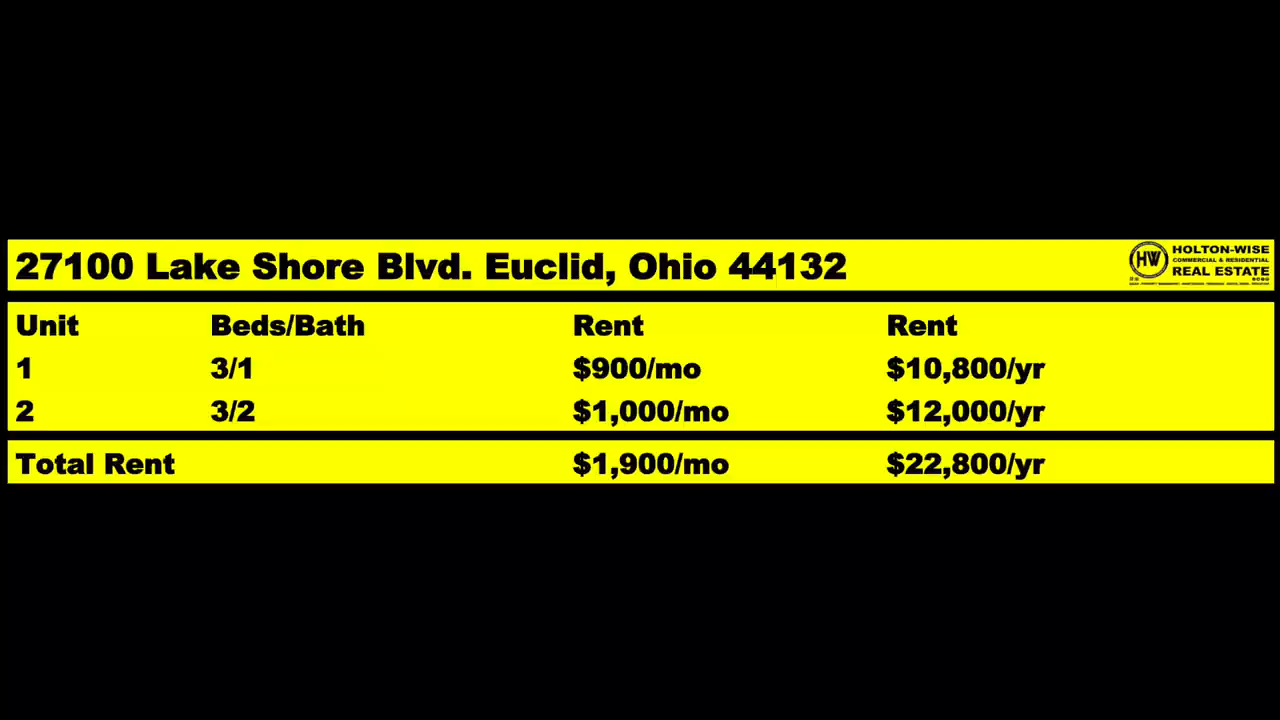 27100 Lake Shore Blvd. Euclid, Ohio 44132
HW
HOLTON-WISE
COMMERCIAL & RESIDENTIAL
REAL ESTATE
Unit Beds/Bath Rent Rent
1 3/1 $900/mo $10,800/yr
2 3/2 $1,000/mo $12,000/yr
Total Rent $1,900/mo $22,800/yr